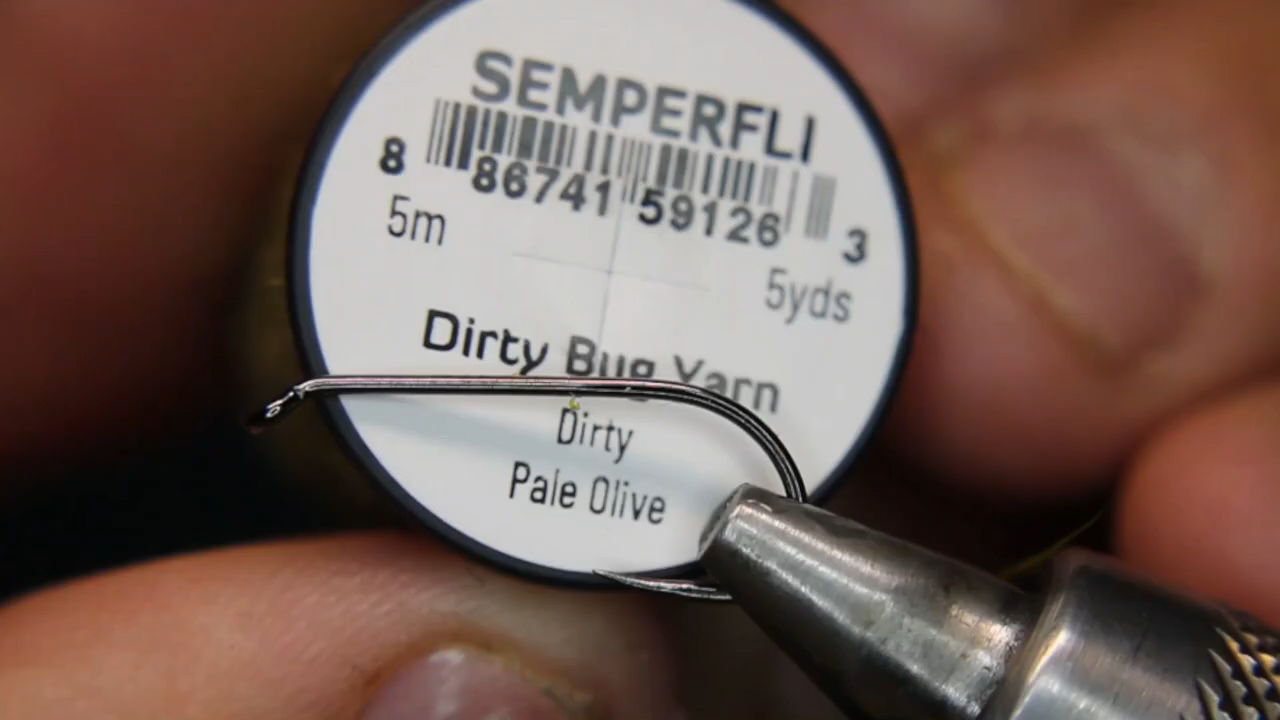 SEMPERFLI
8 86741 59126 3
5m 5yds
Dirty Bug Yarn
Dirty
Pale Olive